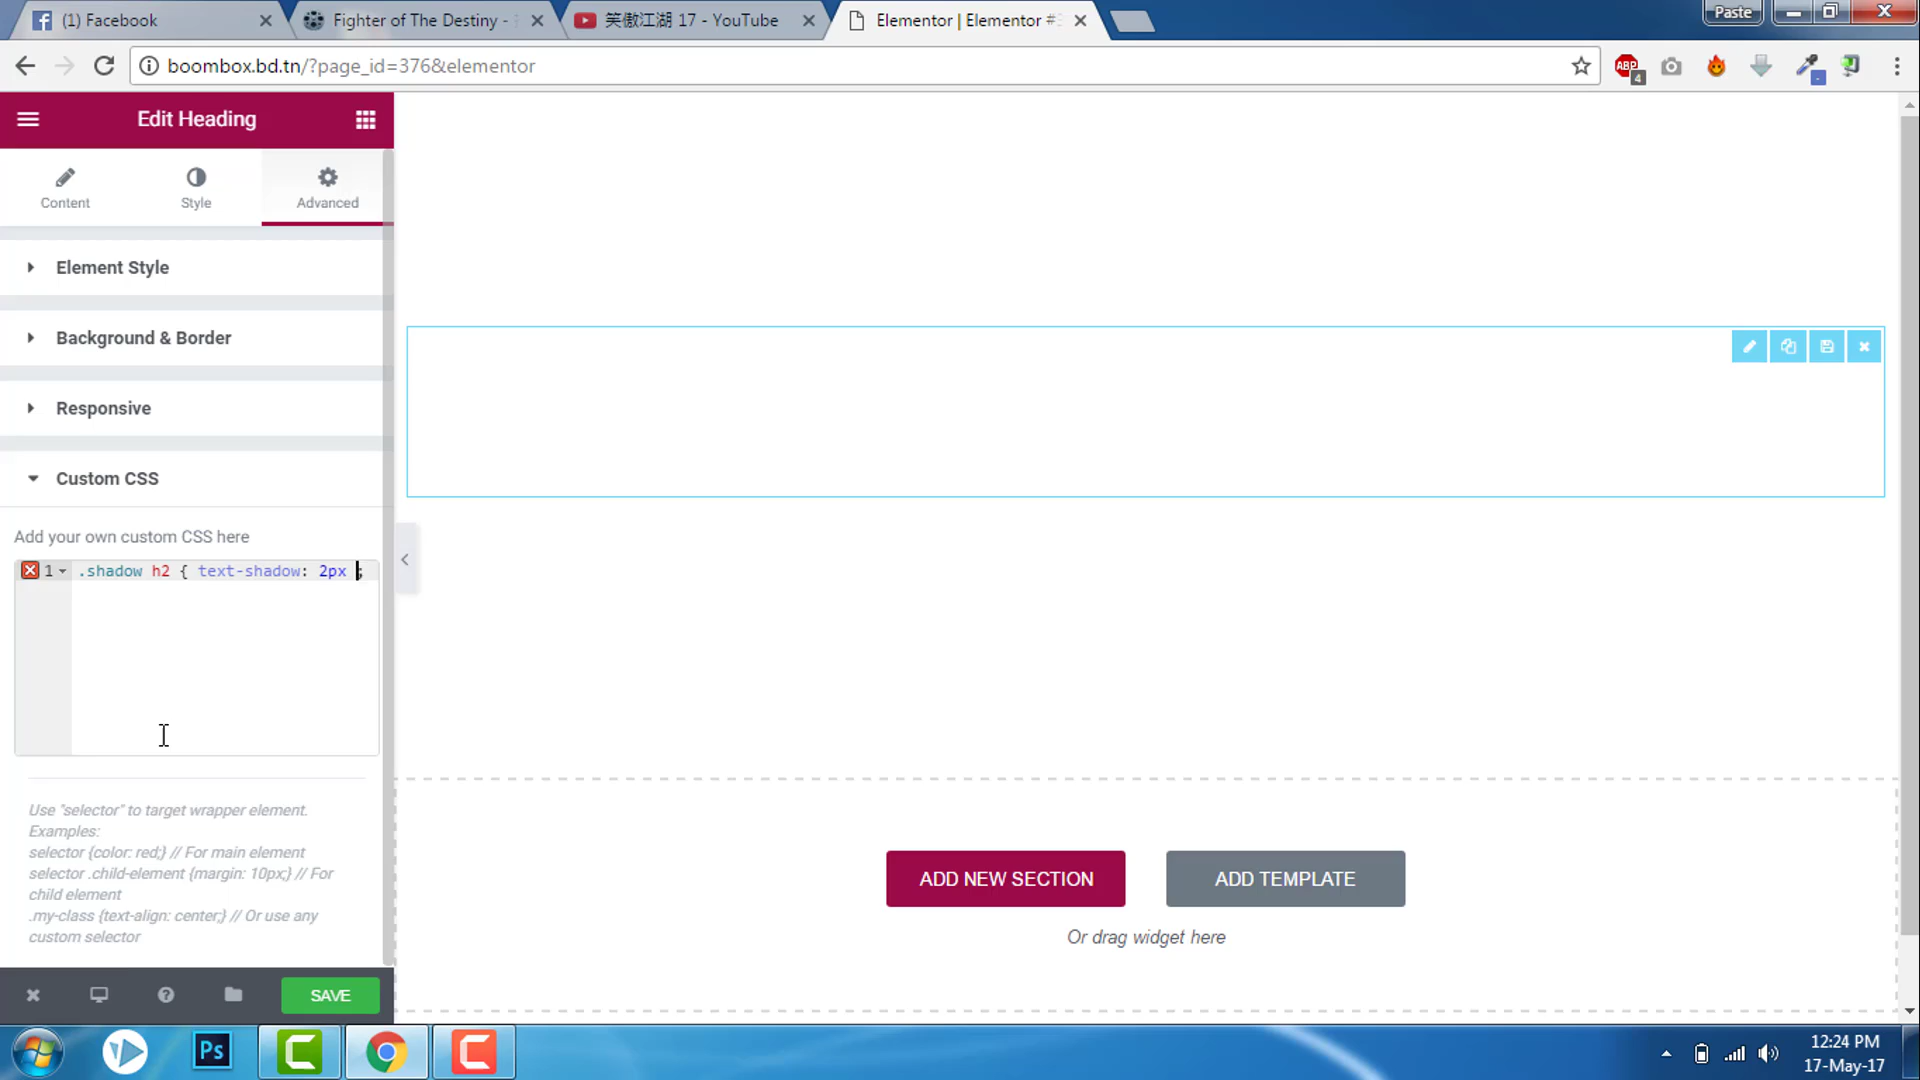 (1) Facebook
Fighter of The Destiny -
笑傲江湖 17 - YouTube
Elementor | Elementor #
Paste
boombox.bd.tn/?page_id=376&elementor
ABP
4
Edit Heading
Content
Style
Advanced
Element Style
Background & Border
Responsive
Custom CSS
Add your own custom CSS here
1 .shadow h2 { text-shadow: 2px ;
Use "selector" to target wrapper element.
Examples:
selector {color: red;} // For main element
selector .child-element {margin: 10px;} // For
child element
.my-class {text-align: center;} // Or use any
custom selector
SAVE
ADD NEW SECTION
ADD TEMPLATE
Or drag widget here
Ps
12:24 PM
17-May-17